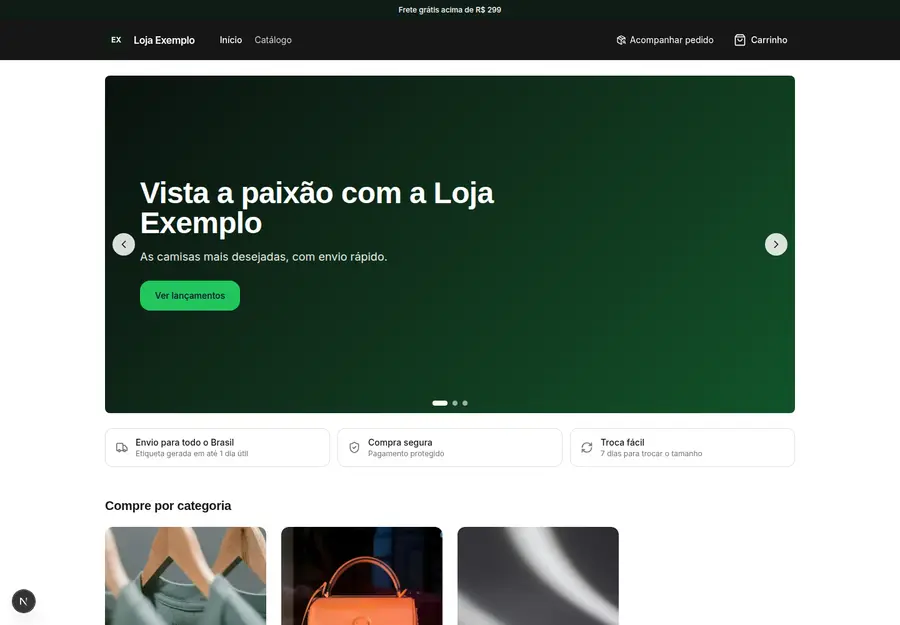 Frete grátis acima de R$ 299
EX Loja Exemplo Início Catálogo Acompanhar pedido Carrinho
Vista a paixão com a Loja
Exemplo
As camisas mais desejadas, com envio rápido.
Ver lançamentos
Envio para todo o Brasil
Etiqueta gerada em até 1 dia útil
Compra segura
Pagamento protegido
Troca fácil
7 dias para trocar o tamanho
Compre por categoria
N